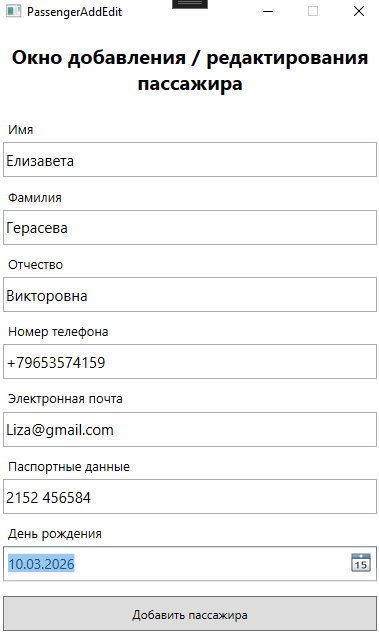 PassengerAddEdit
Окно добавления / редактирования
пассажира
Имя
Елизавета
Фамилия
Герасева
Отчество
Викторовна
Номер телефона
+79653574159
Электронная почта
Liza@gmail.com
Паспортные данные
2152 456584
День рождения
10.03.2026
15
Добавить пассажира